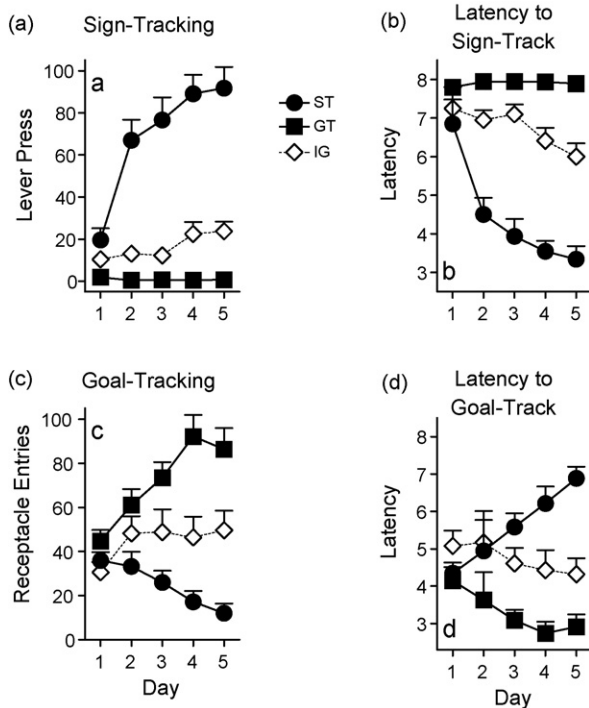 (a)
Sign-Tracking
a
100
80
60
40
20
0
Lever Press
1 2 3 4 5
ST
GT
IG
(b)
Latency to
Sign-Track
8
7
6
5
4
3
Latency
b
1 2 3 4 5
(c)
Goal-Tracking
c
100
80
60
40
20
0
Receptacle Entries
1 2 3 4 5
Day
(d)
Latency to
Goal-Track
8
7
6
5
4
3
Latency
d
1 2 3 4 5
Day